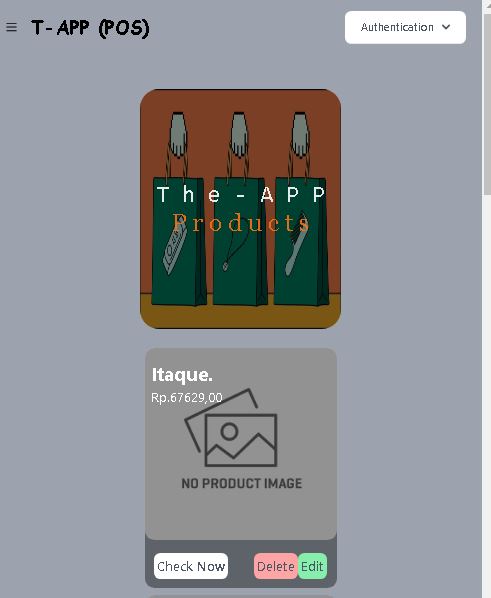 T-APP (POS)
Authentication
The-APP
Products
Itaque.
Rp.67629,00
NO PRODUCT IMAGE
Check Now
Delete
Edit